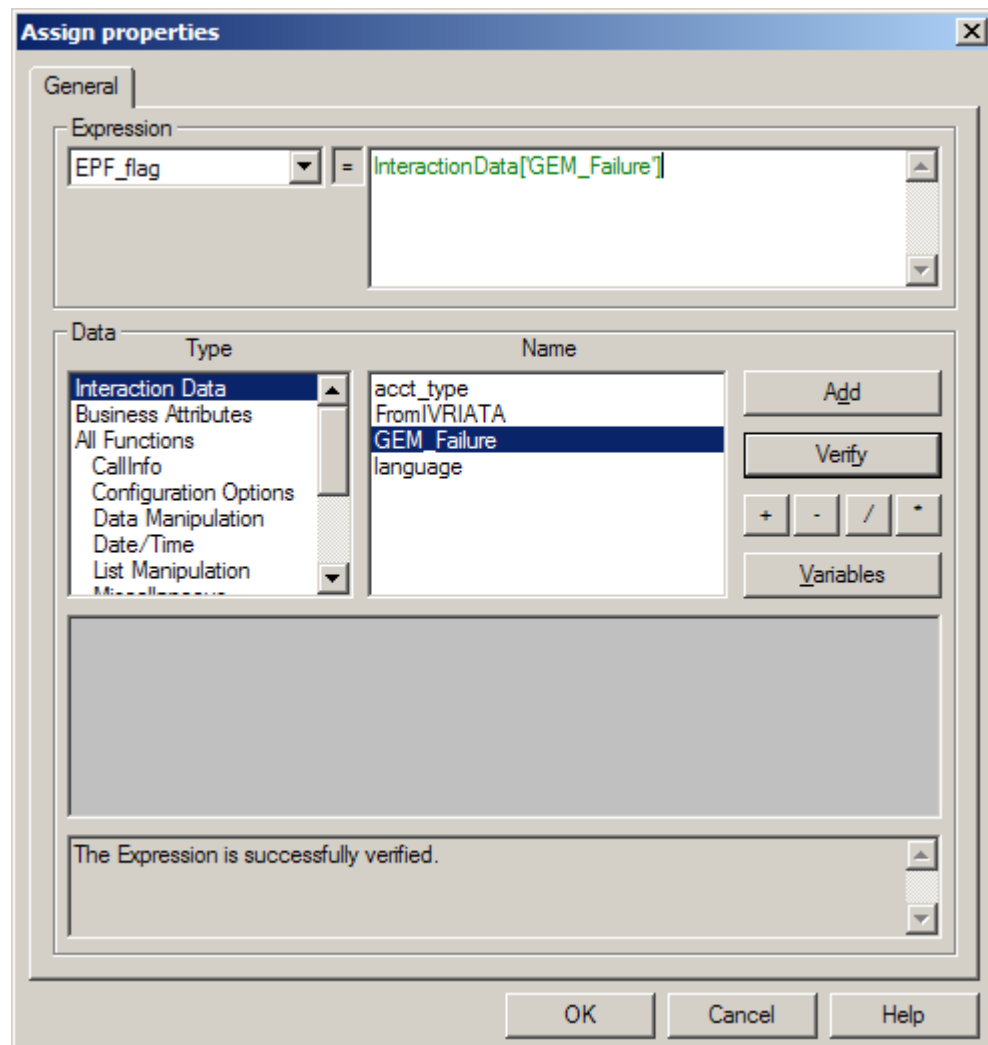 Assign properties
General
Expression
EPF_flag
=
InteractionData['GEM_Failure']
Data
Type
Name
Interaction Data
Business Attributes
All Functions
CallInfo
Configuration Options
Data Manipulation
Date/Time
List Manipulation
acct_type
FromIVRIATA
GEM_Failure
language
Add
Verify
+ - / *
Variables
The Expression is successfully verified.
OK Cancel Help